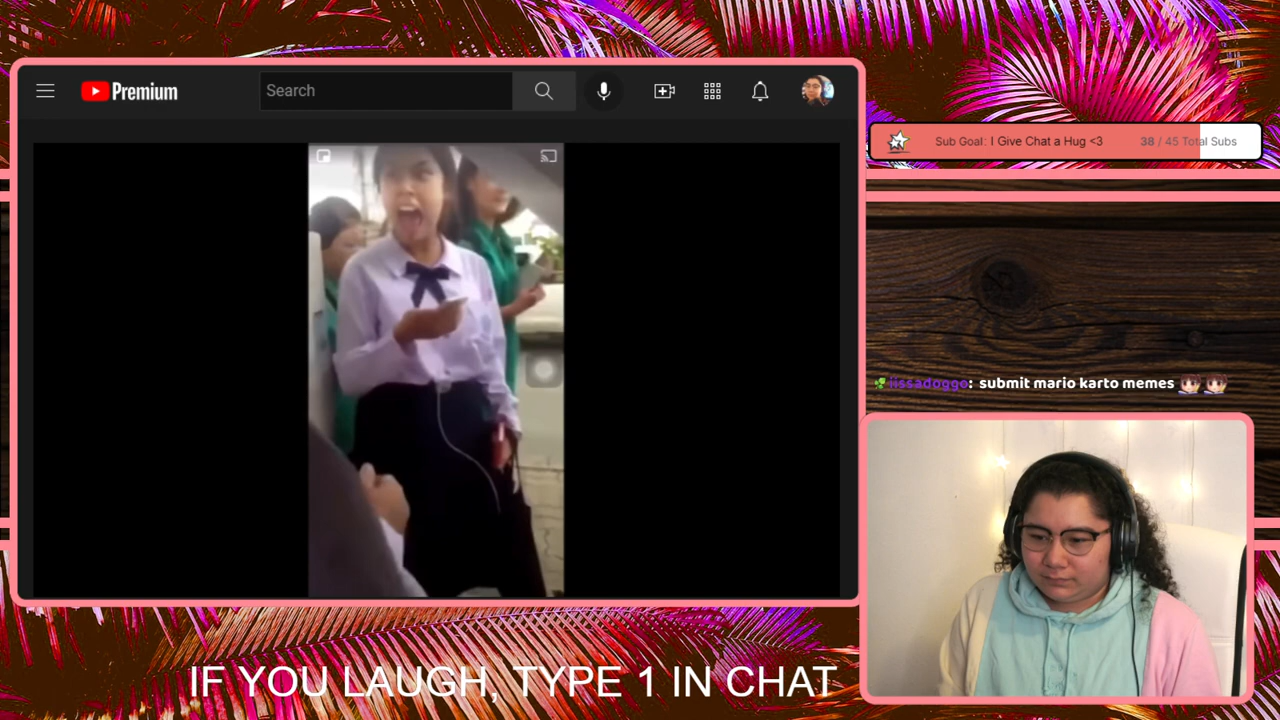 Premium
Search
Sub Goal: I Give Chat a Hug <3 38 / 45 Total Subs
iissadoggo: submit mario karto memes
IF YOU LAUGH, TYPE 1 IN CHAT